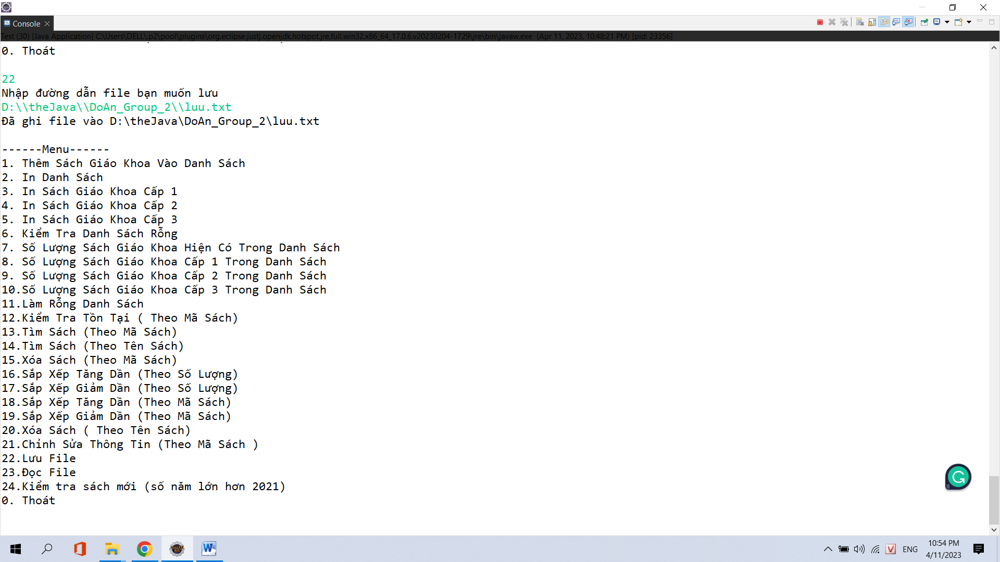 Console
Test (30) [Java Application] C:\Users\DELL\.p2\pool\plugins\org.eclipse.justj.openjdk.hotspot.jre.full.win32.x86_64_17.0.6.v20230204-1729\jre\bin\javaw.exe (Apr 11, 2023, 10:48:21 PM) [pid: 23356]
0. Thoát
22
Nhập đường dẫn file bạn muốn lưu
D:\\theJava\\DoAn_Group_2\\luu.txt
Đã ghi file vào D:\theJava\DoAn_Group_2\luu.txt
------Menu------
1. Thêm Sách Giáo Khoa Vào Danh Sách
2. In Danh Sách
3. In Sách Giáo Khoa Cấp 1
4. In Sách Giáo Khoa Cấp 2
5. In Sách Giáo Khoa Cấp 3
6. Kiểm Tra Danh Sách Rỗng
7. Số Lượng Sách Giáo Khoa Hiện Có Trong Danh Sách
8. Số Lượng Sách Giáo Khoa Cấp 1 Trong Danh Sách
9. Số Lượng Sách Giáo Khoa Cấp 2 Trong Danh Sách
10.Số Lượng Sách Giáo Khoa Cấp 3 Trong Danh Sách
11.Làm Rỗng Danh Sách
12.Kiểm Tra Tồn Tại ( Theo Mã Sách)
13.Tìm Sách (Theo Mã Sách)
14.Tìm Sách (Theo Tên Sách)
15.Xóa Sách (Theo Mã Sách)
16.Sắp Xếp Tăng Dần (Theo Số Lượng)
17.Sắp Xếp Giảm Dần (Theo Số Lượng)
18.Sắp Xếp Tăng Dần (Theo Mã Sách)
19.Sắp Xếp Giảm Dần (Theo Mã Sách)
20.Xóa Sách ( Theo Tên Sách)
21.Chỉnh Sửa Thông Tin (Theo Mã Sách )
22.Lưu File
23.Đọc File
24.Kiểm tra sách mới (số năm lớn hơn 2021)
0. Thoát
ENG
10:54 PM
4/11/2023